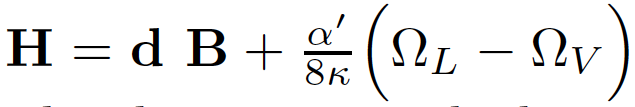 H = d B + α′/8κ (Ω_L − Ω_V)